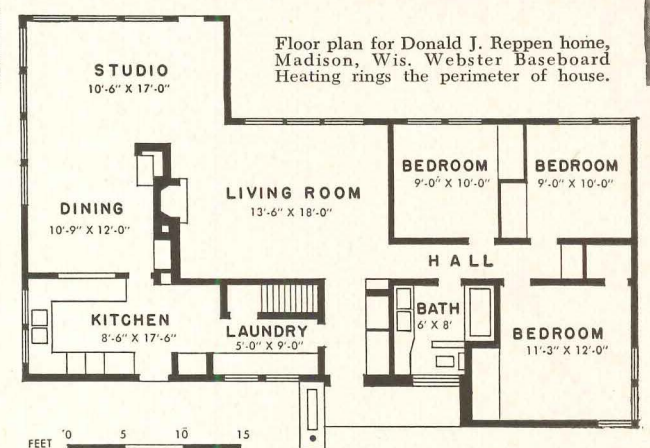 Floor plan for Donald J. Reppen home,
Madison, Wis. Webster Baseboard
Heating rings the perimeter of house.
STUDIO
10'-6" X 17'-0"
BEDROOM
9'-0" X 10'-0"
BEDROOM
9'-0" X 10'-0"
LIVING ROOM
13'-6" X 18'-0"
DINING
10'-9" X 12'-0"
HALL
KITCHEN
8'-6" X 17'-6"
LAUNDRY
5'-0" X 9'-0"
BATH
6' X 8'
BEDROOM
11'-3" X 12'-0"
FEET 0 5 10 15